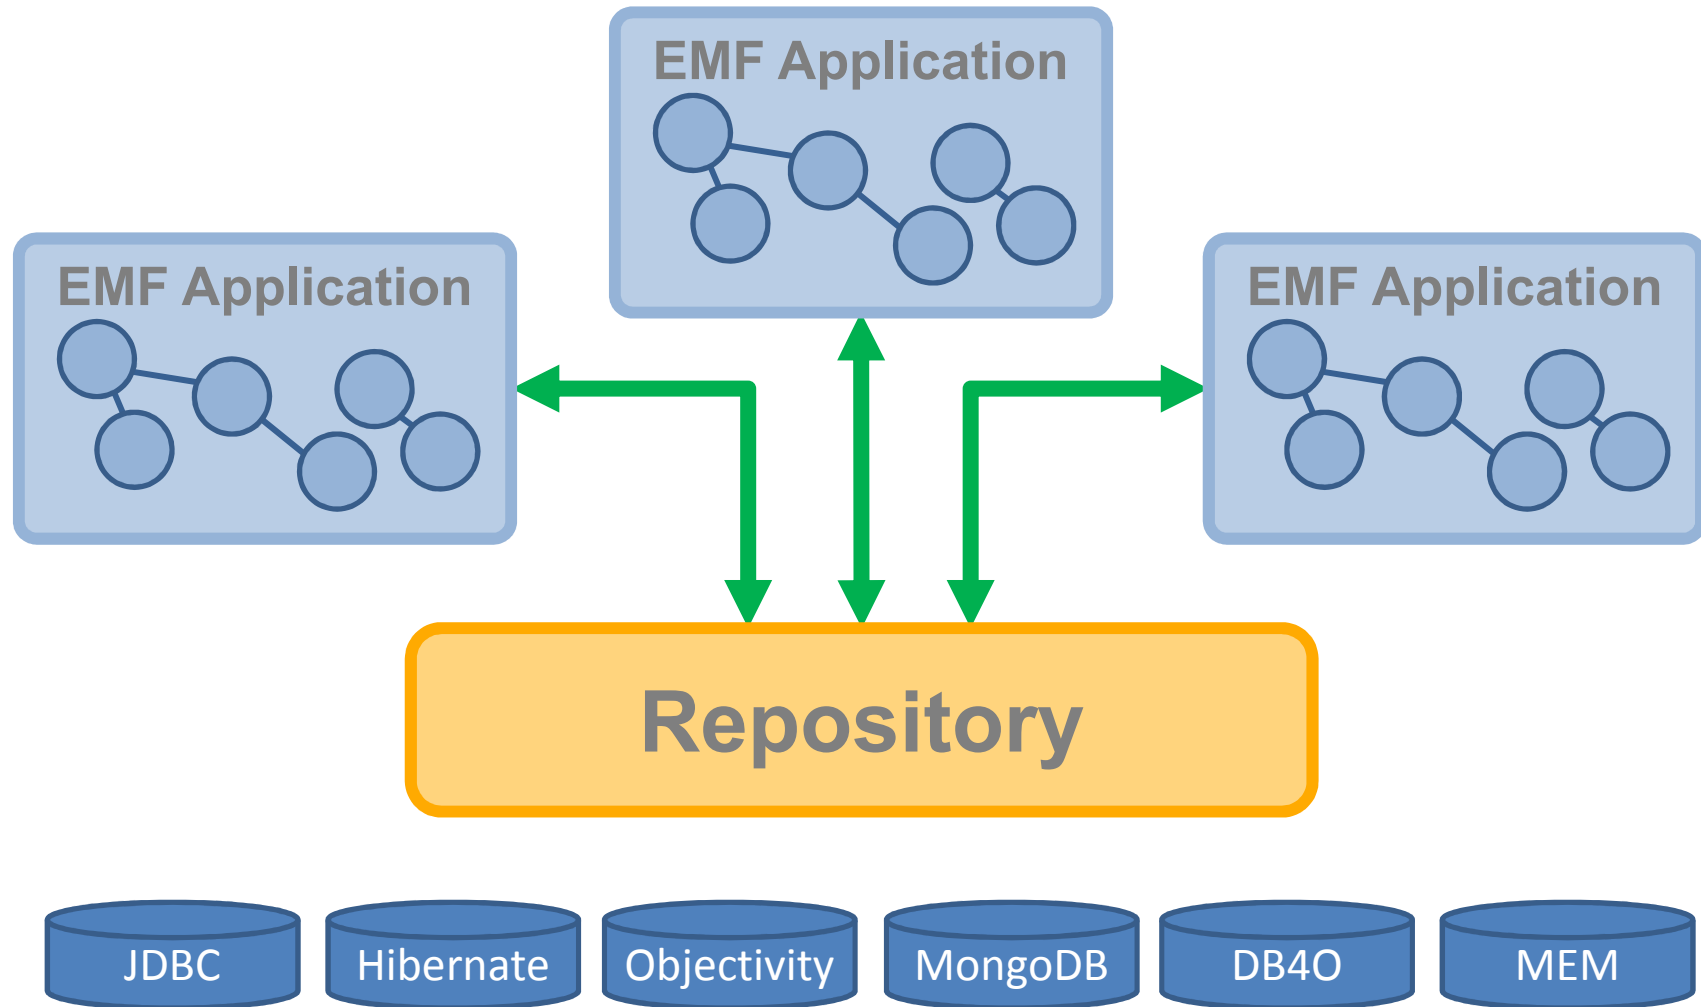 EMF Application
EMF Application
EMF Application
Repository
JDBC
Hibernate
Objectivity
MongoDB
DB4O
MEM